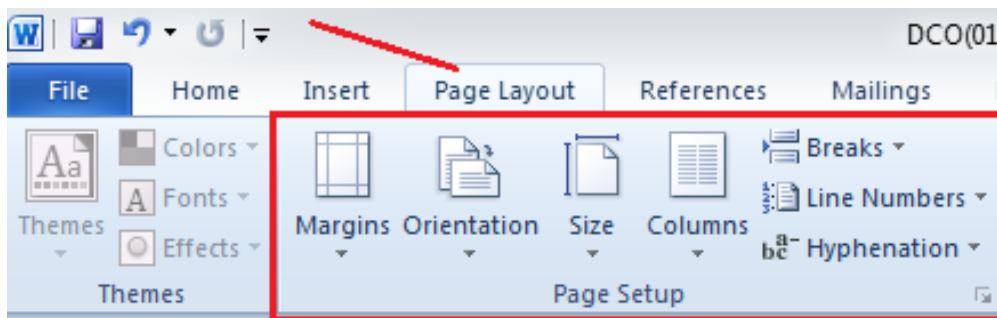 W DCO(01
File Home Insert Page Layout References Mailings
Aa Colors Breaks
A Fonts Line Numbers
Themes Margins Orientation Size Columns
Effects bc a- Hyphenation
Themes Page Setup